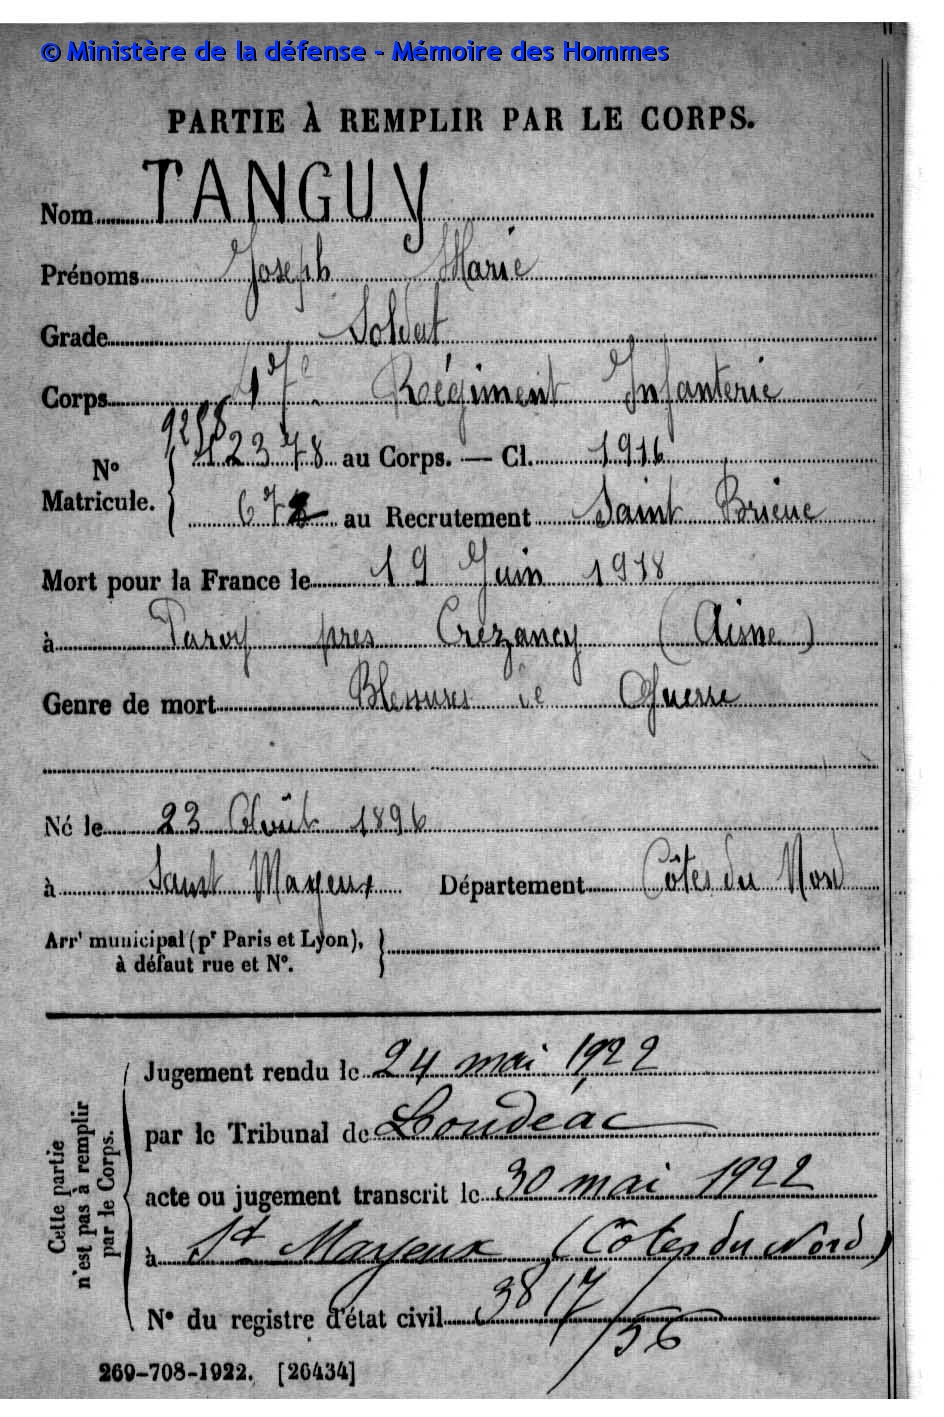 © Ministère de la défense - Mémoire des Hommes
PARTIE À REMPLIR PAR LE CORPS.
Nom TANGUY
Prénoms Joseph Marie
Grade Soldat
Corps 47e Régiment Infanterie
9258
N° Matricule. 12378 au Corps. — Cl. 1916
672 au Recrutement Saint Brieuc
Mort pour la France le 19 Juin 1918
à Paroy près Crézancy (Aisne)
Genre de mort Blessures de Guerre
Né le 23 Août 1896
à Saint Mayeux Département Côtes du Nord
Arrt municipal (pr Paris et Lyon),
à défaut rue et N°.
Cette partie
n'est pas à remplir
par le Corps.
Jugement rendu le 24 mai 1922
par le Tribunal de Loudéac
acte ou jugement transcrit le 30 mai 1922
à St Mayeux (Côtes du Nord)
N° du registre d'état civil 3817/56
269-708-1922. [26434]